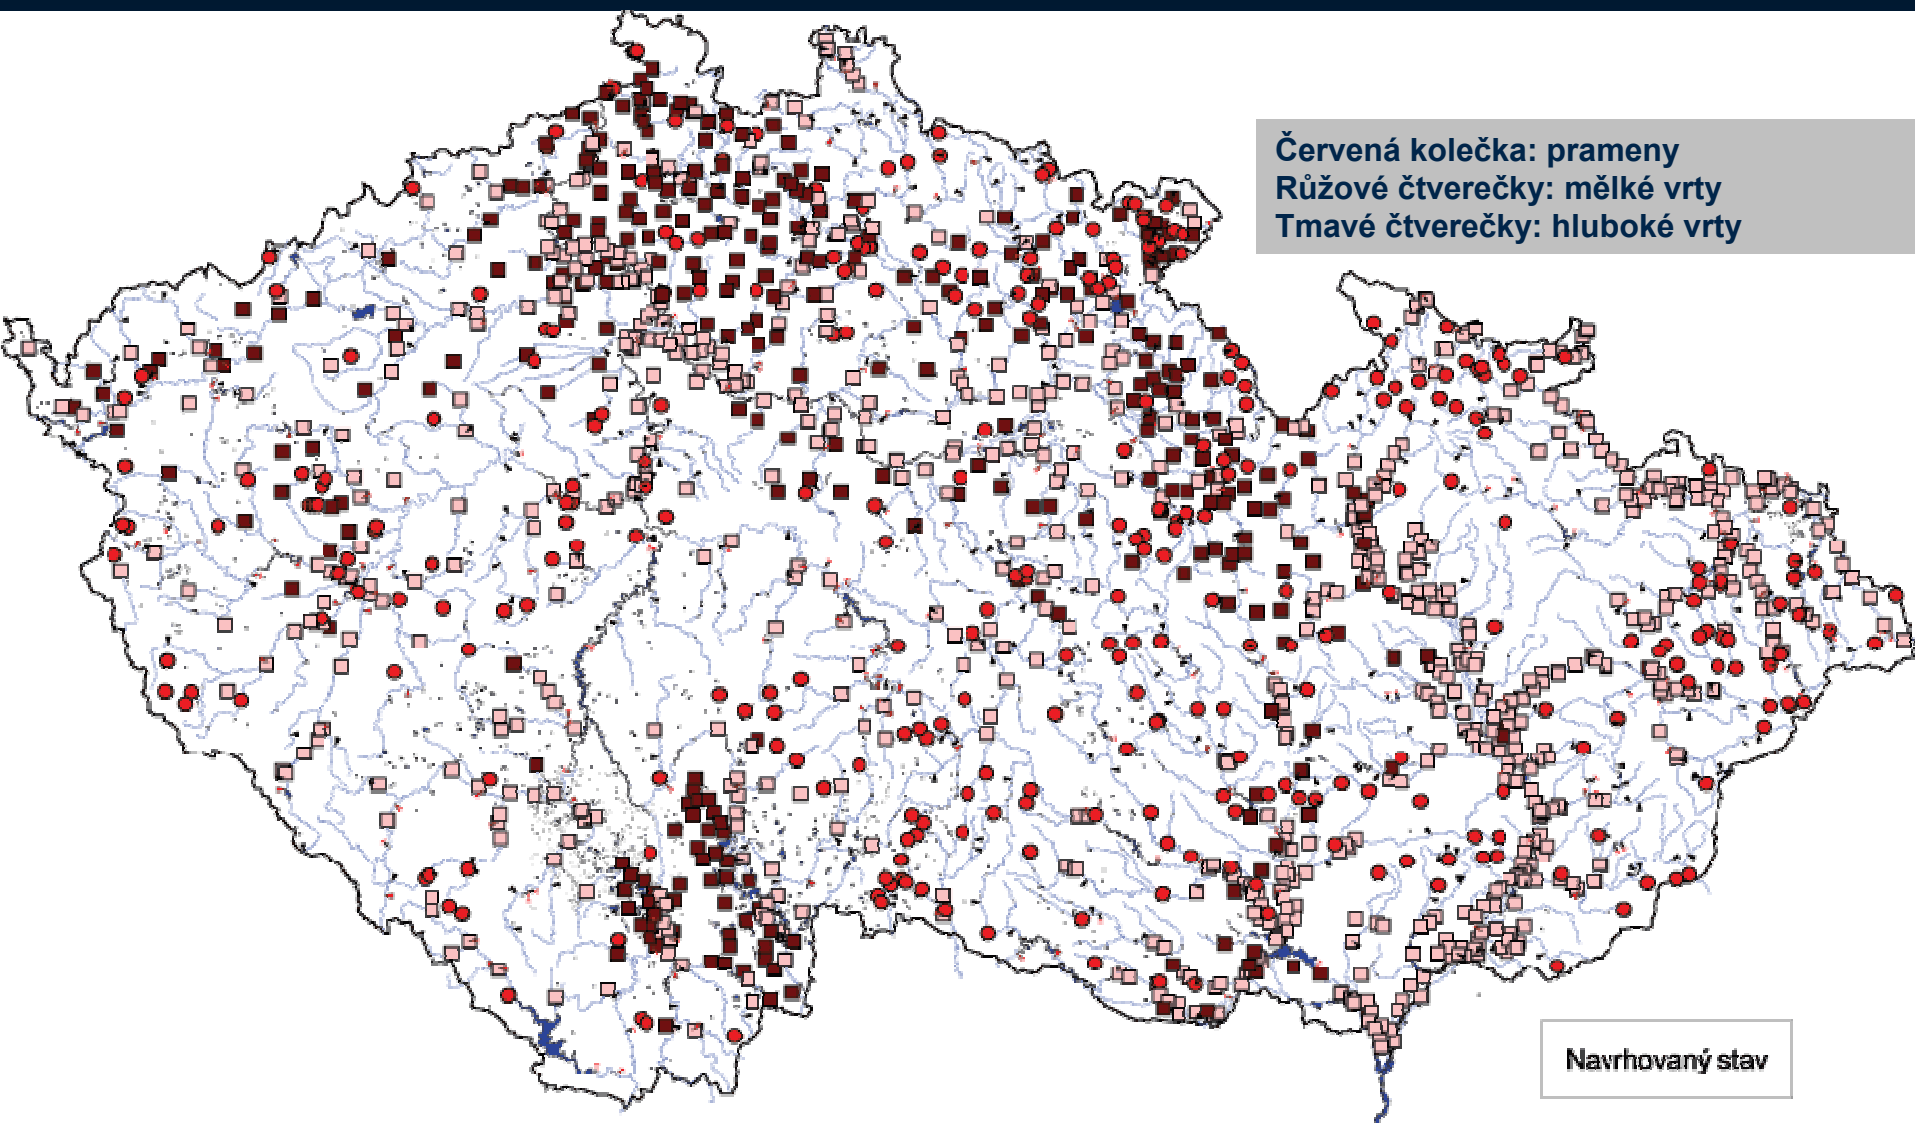 Červená kolečka: prameny
Růžové čtverečky: mělké vrty
Tmavé čtverečky: hluboké vrty
Navrhovaný stav